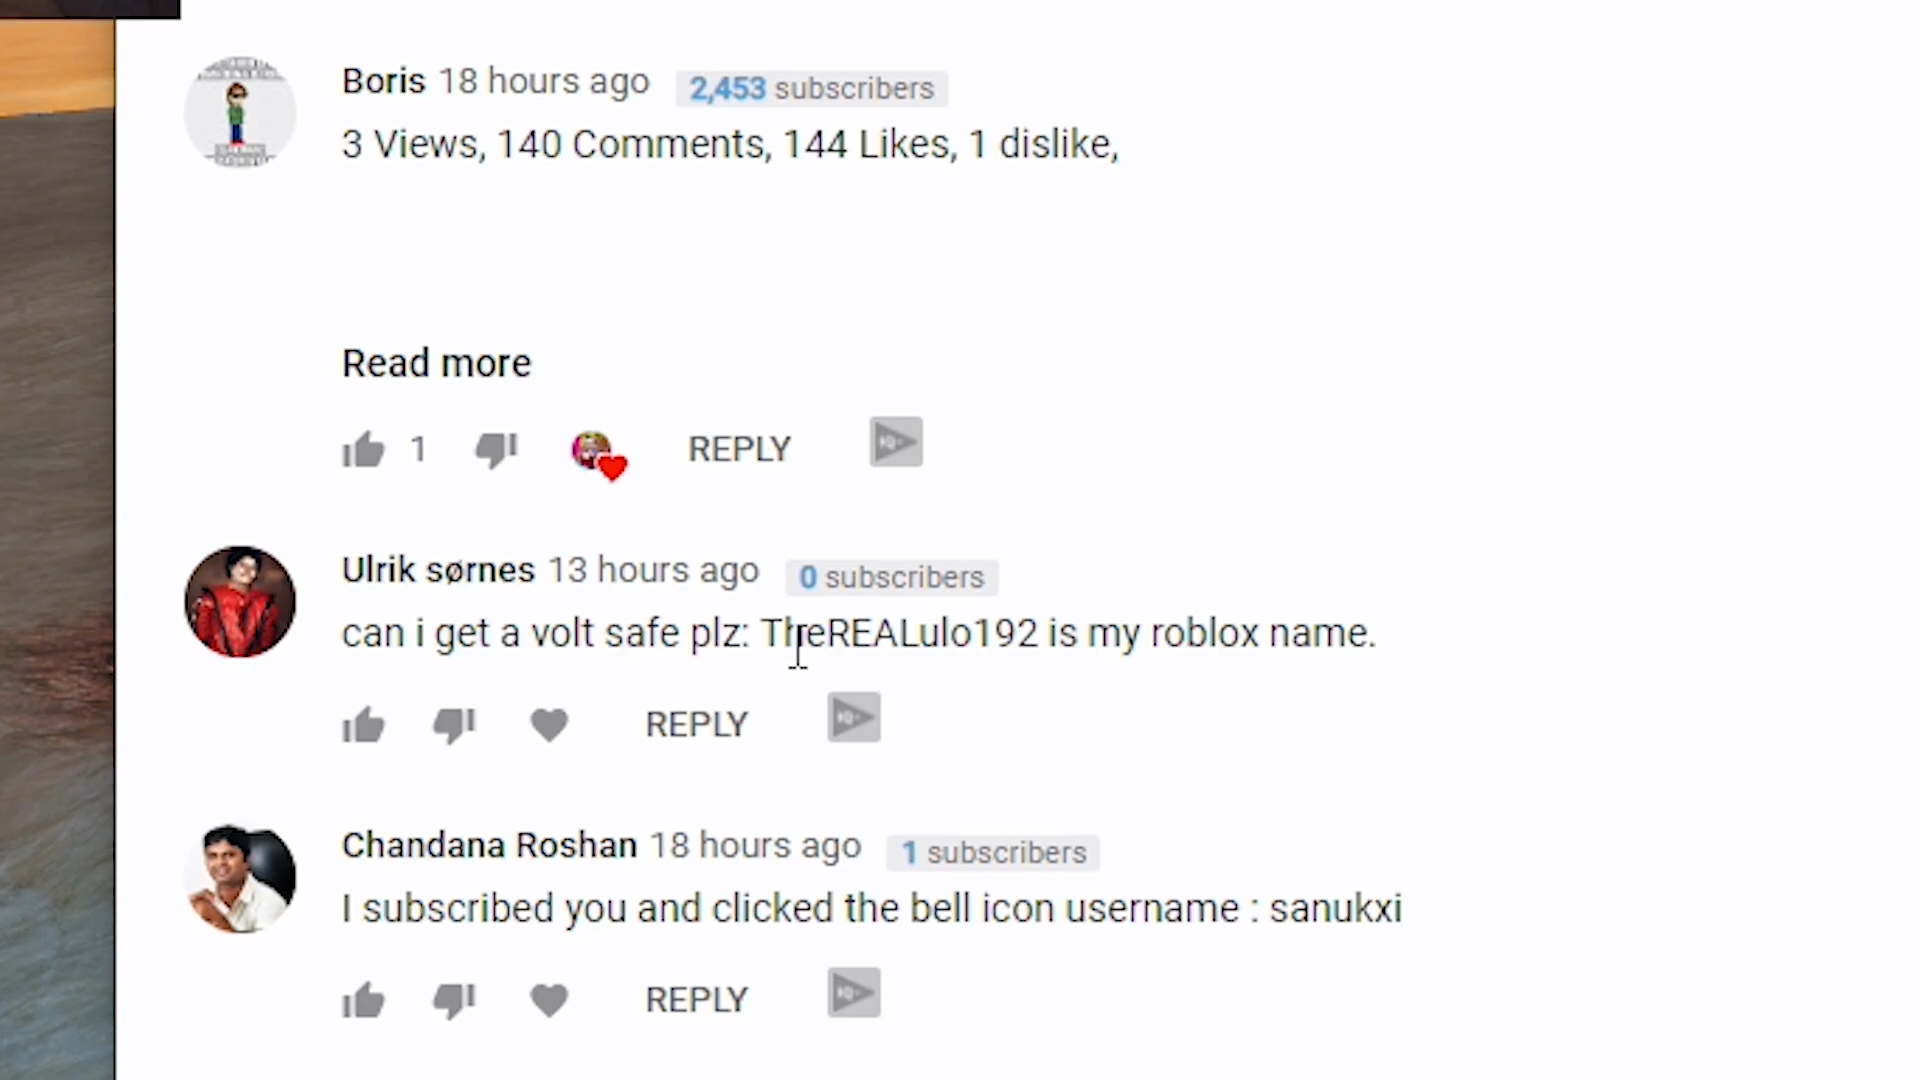 Boris 18 hours ago 2,453 subscribers
3 Views, 140 Comments, 144 Likes, 1 dislike,
Read more
1 REPLY
Ulrik sørnes 13 hours ago 0 subscribers
can i get a volt safe plz: TheREALulo192 is my roblox name.
REPLY
Chandana Roshan 18 hours ago 1 subscribers
I subscribed you and clicked the bell icon username : sanukxi
REPLY